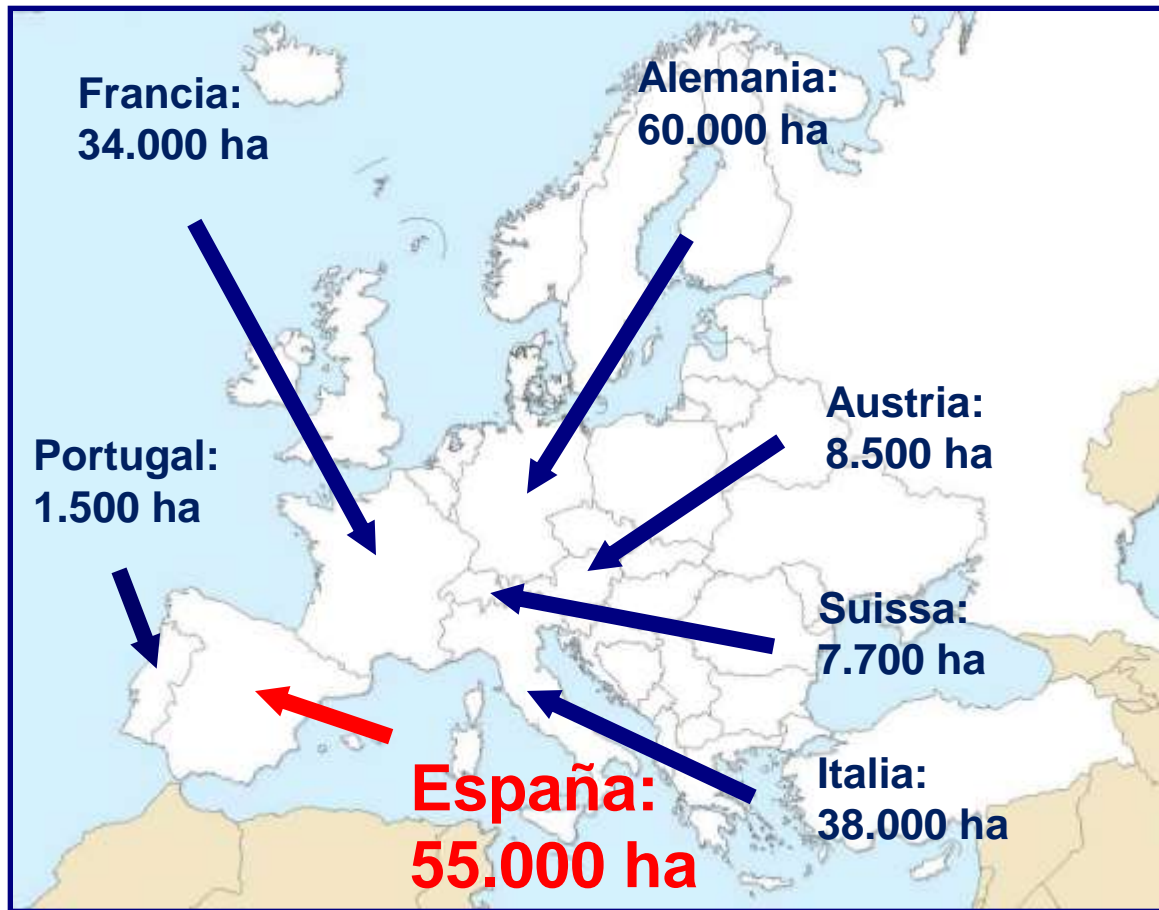 Francia:
34.000 ha
Alemania:
60.000 ha
Austria:
8.500 ha
Portugal:
1.500 ha
Suissa:
7.700 ha
España:
55.000 ha
Italia:
38.000 ha